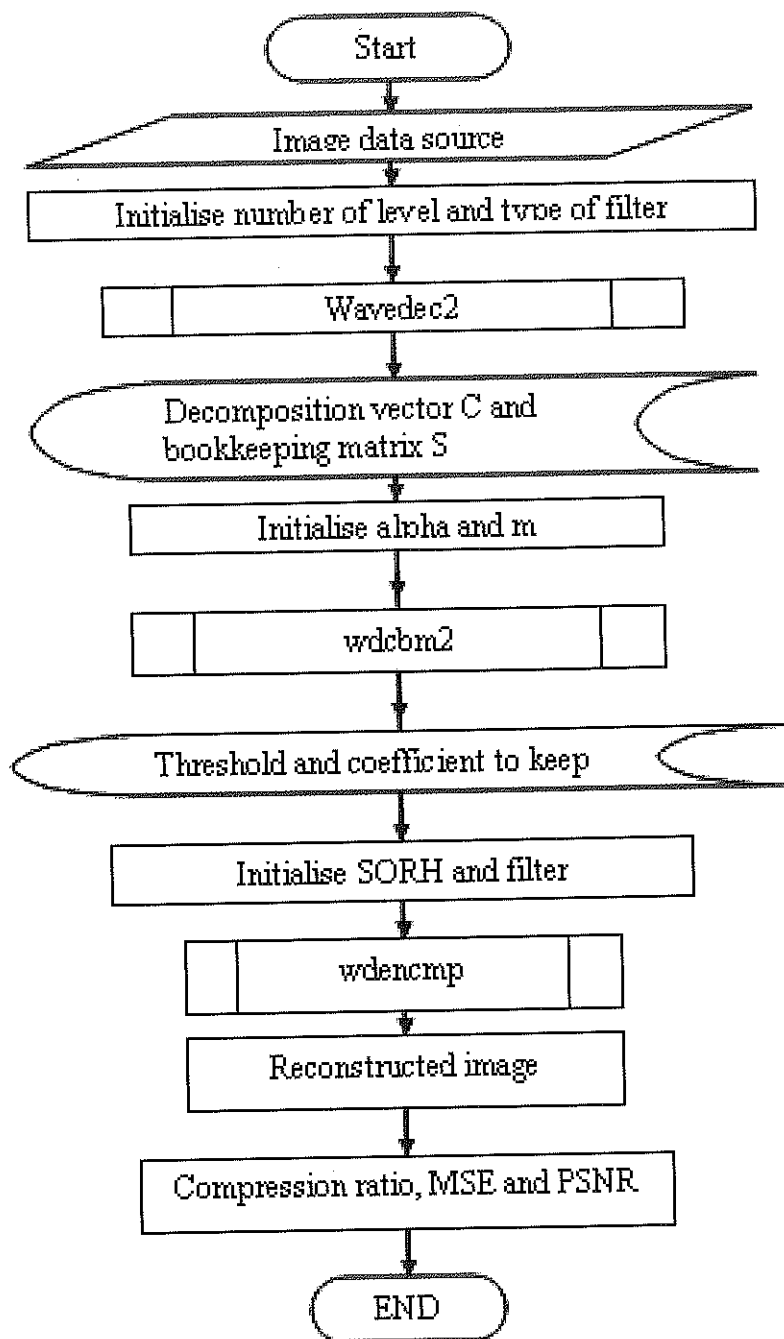 Start
Image data source
Initialise number of level and type of filter
Wavedec2
Decomposition vector C and
bookkeeping matrix S
Initialise alpha and m
wdcbm2
Threshold and coefficient to keep
Initialise SORH and filter
wdencmp
Reconstructed image
Compression ratio, MSE and PSNR
END